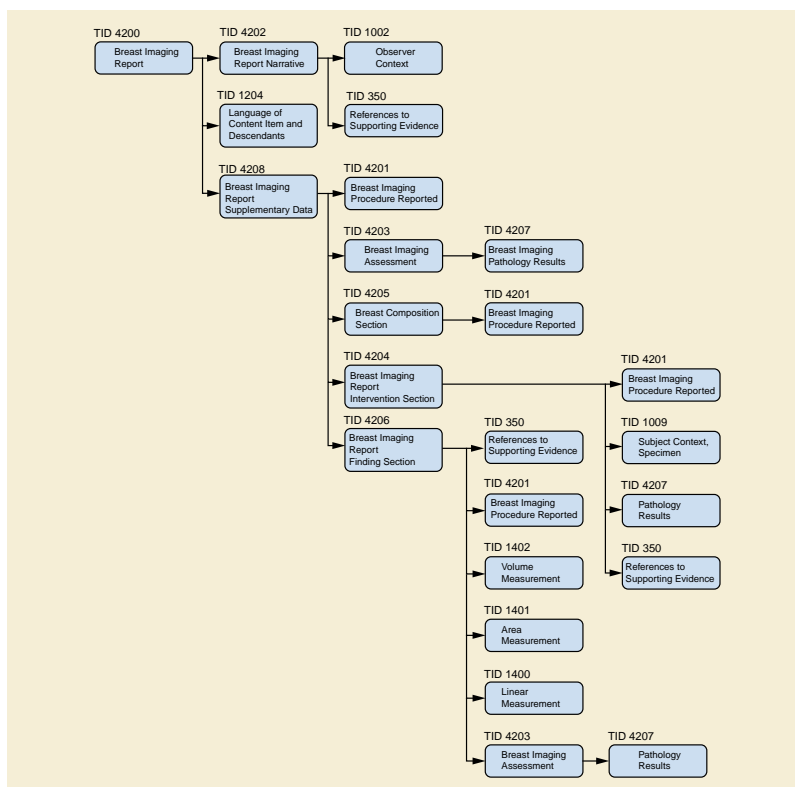 TID 4200
Breast Imaging
Report
TID 4202
Breast Imaging
Report Narrative
TID 1002
Observer
Context
TID 1204
Language of
Content Item and
Descendants
TID 350
References to
Supporting Evidence
TID 4208
Breast Imaging
Report
Supplementary Data
TID 4201
Breast Imaging
Procedure Reported
TID 4203
Breast Imaging
Assessment
TID 4207
Breast Imaging
Pathology Results
TID 4205
Breast Composition
Section
TID 4201
Breast Imaging
Procedure Reported
TID 4204
Breast Imaging
Report
Intervention Section
TID 4201
Breast Imaging
Procedure Reported
TID 1009
Subject Context,
Specimen
TID 4207
Pathology
Results
TID 350
References to
Supporting Evidence
TID 4206
Breast Imaging
Report
Finding Section
TID 350
References to
Supporting Evidence
TID 4201
Breast Imaging
Procedure Reported
TID 1402
Volume
Measurement
TID 1401
Area
Measurement
TID 1400
Linear
Measurement
TID 4203
Breast Imaging
Assessment
TID 4207
Pathology
Results